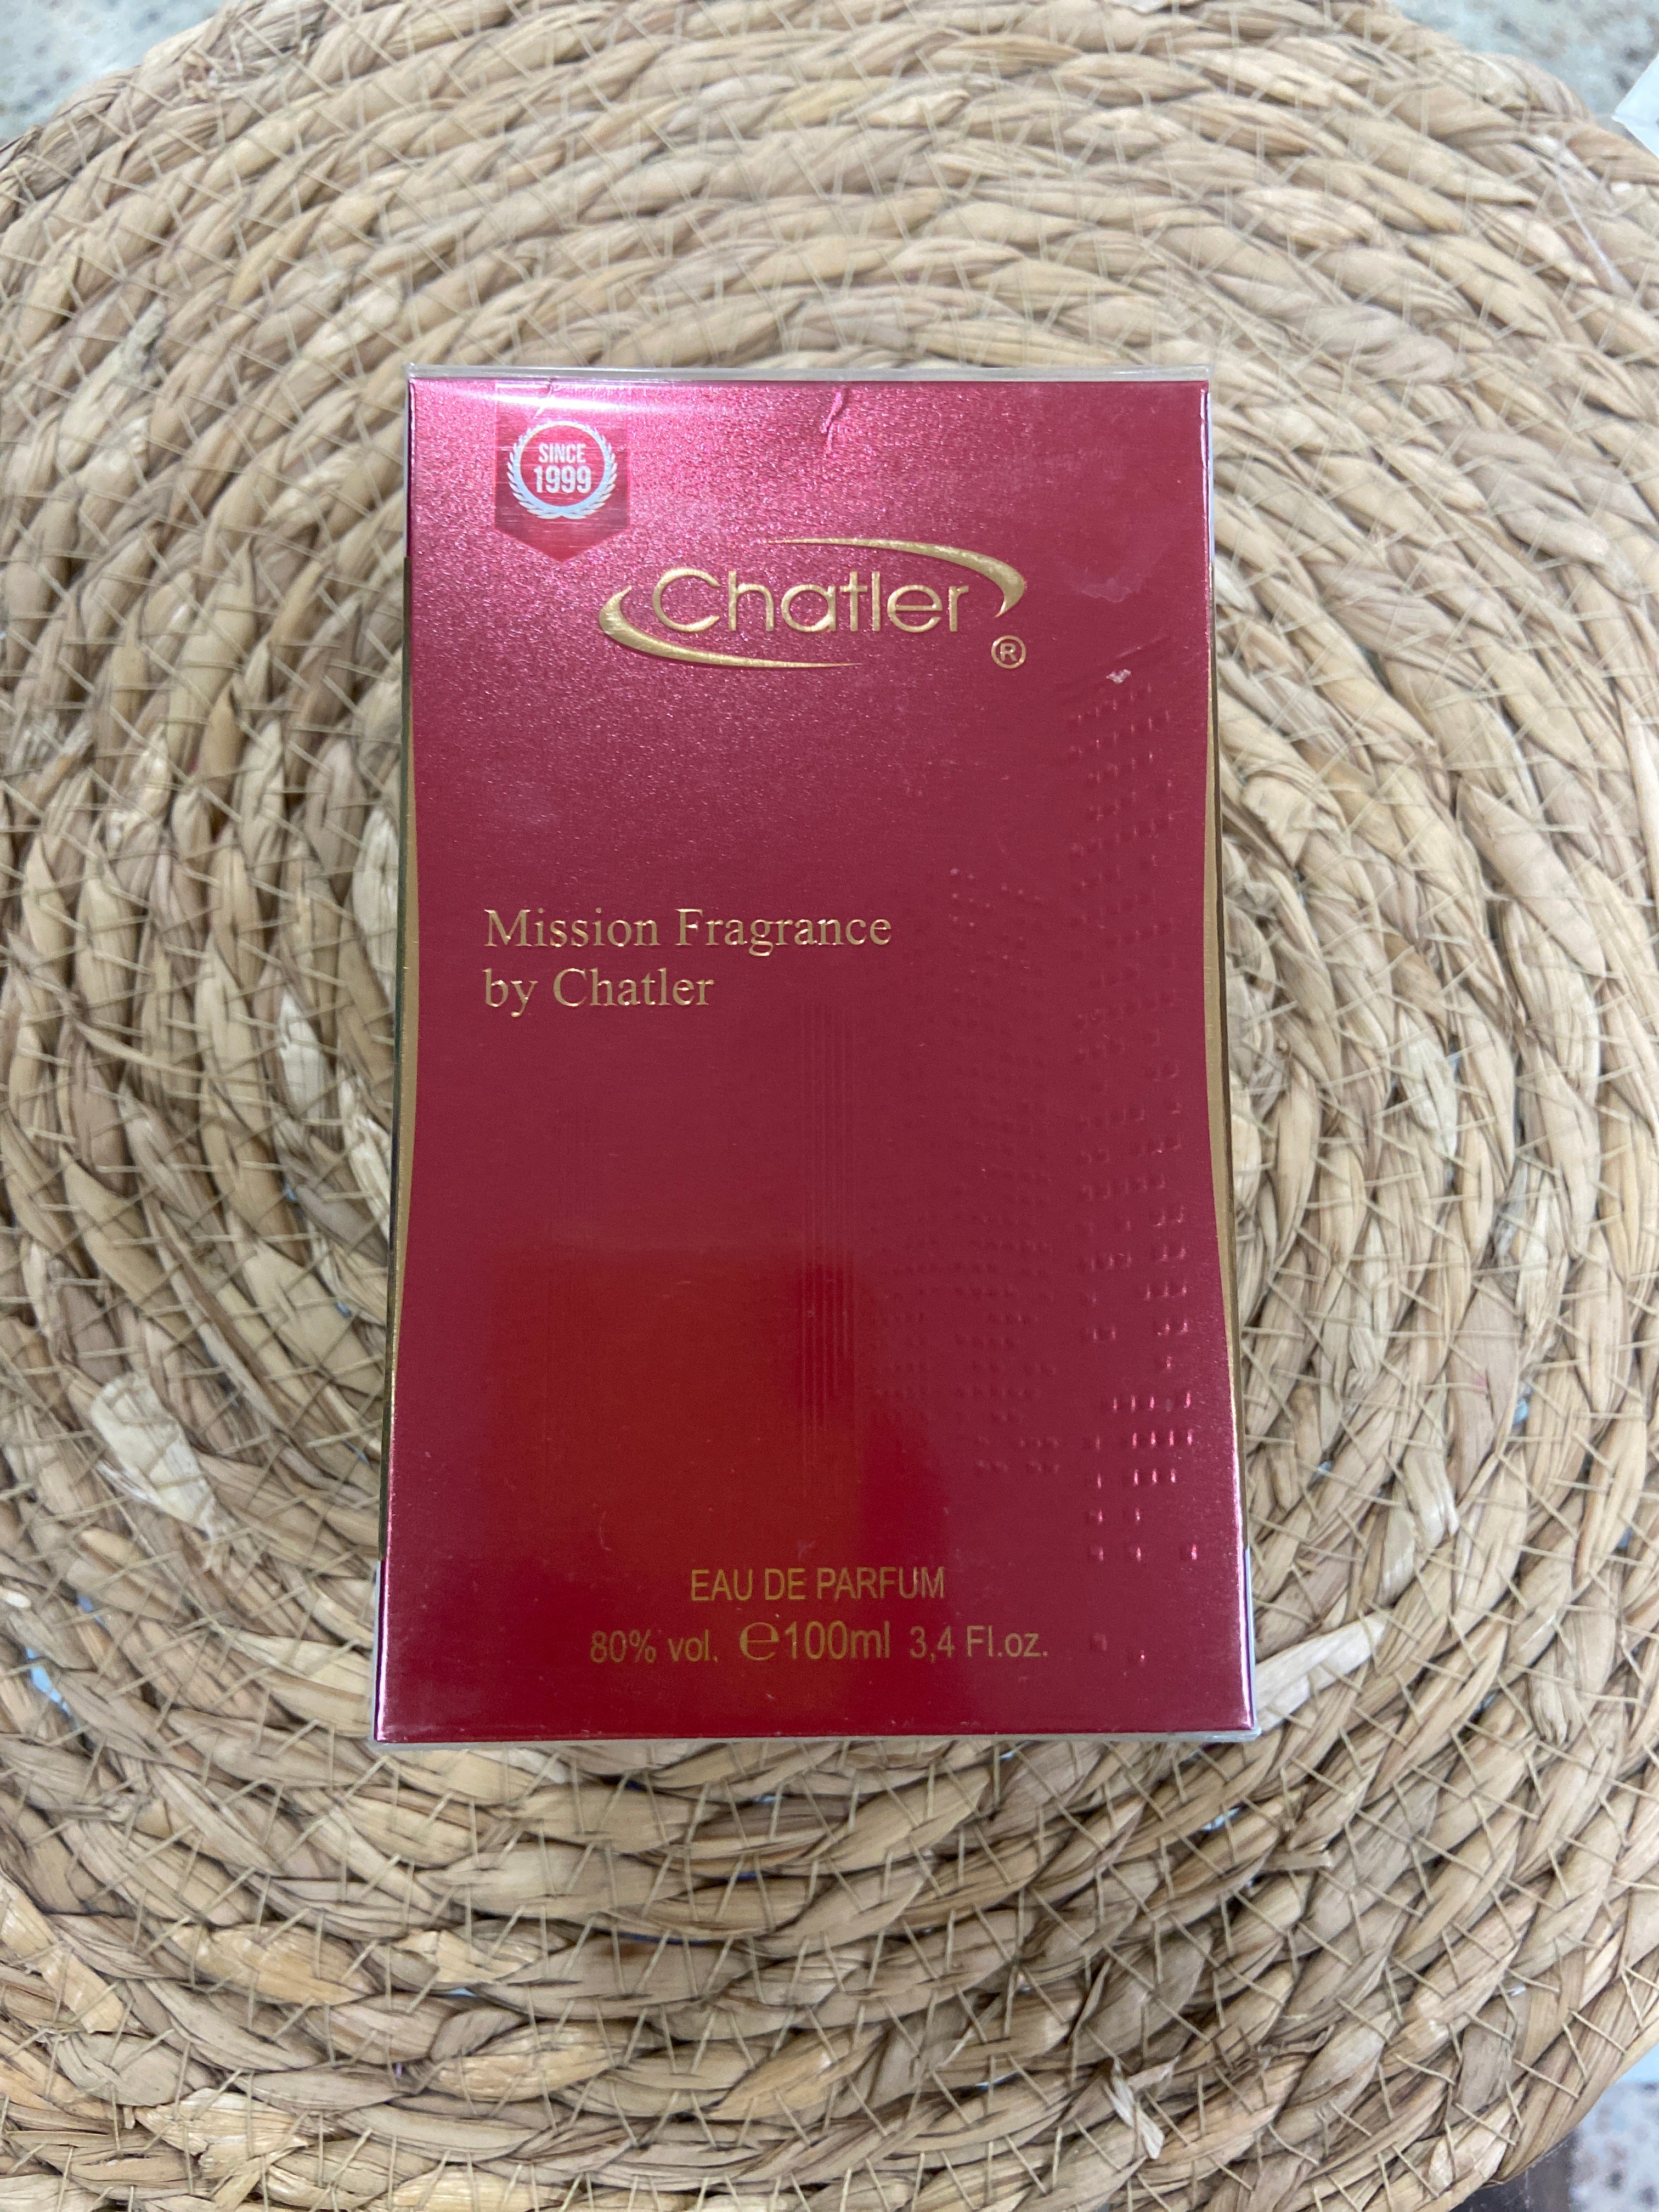 SINCE
1999
Chatler
®
Mission Fragrance
by Chatler
EAU DE PARFUM
80% vol. ℮100ml 3,4 Fl.oz.